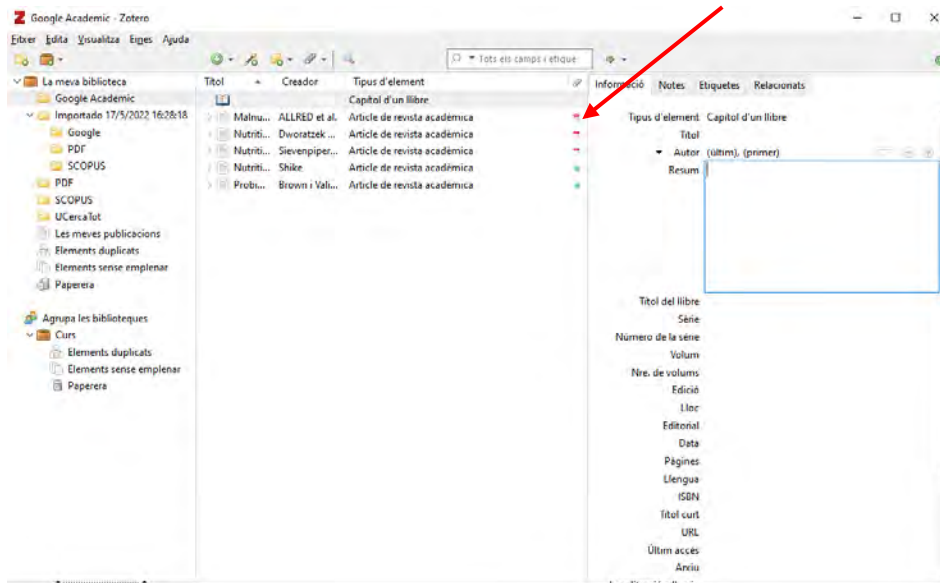 Google Academic - Zotero
Fitxer Edita Visualitza Eines Ajuda
Tots els camps i etique
La meva biblioteca
Google Academic
Importado 17/5/2022 16:28:18
Google
PDF
SCOPUS
PDF
SCOPUS
UCercaTot
Les meves publicacions
Elements duplicats
Elements sense emplenar
Paperera
Agrupa les biblioteques
Curs
Elements duplicats
Elements sense emplenar
Paperera
Títol Creador Tipus d'element
Capítol d'un llibre
Malnu... ALLRED et al. Article de revista acadèmica
Nutriti... Dworatzek ... Article de revista acadèmica
Nutriti... Sievenpiper... Article de revista acadèmica
Nutriti... Shike Article de revista acadèmica
Probi... Brown i Vali... Article de revista acadèmica
Informació Notes Etiquetes Relacionats
Tipus d'element Capítol d'un llibre
Títol
Autor (últim), (primer)
Resum
Títol del llibre
Sèrie
Número de la sèrie
Volum
Nre. de volums
Edició
Lloc
Editorial
Data
Pàgines
Llengua
ISBN
Títol curt
URL
Últim accés
Arxiu